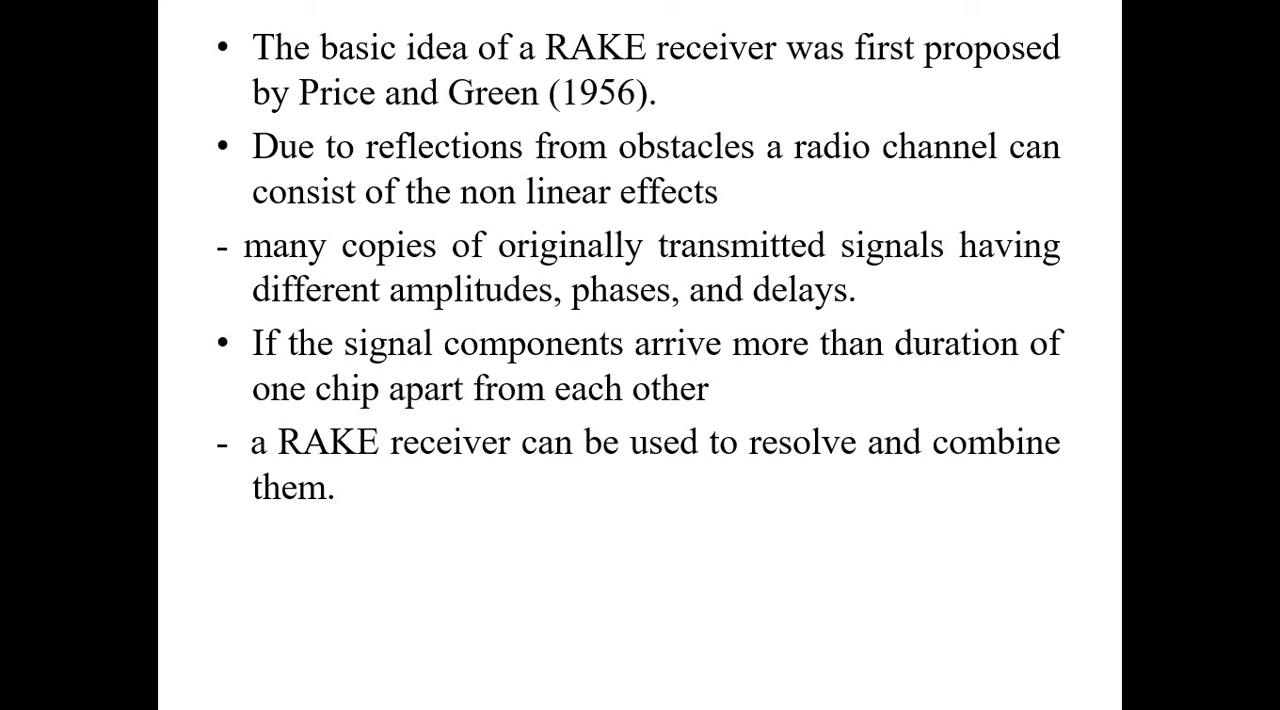 • The basic idea of a RAKE receiver was first proposed
by Price and Green (1956).
• Due to reflections from obstacles a radio channel can
consist of the non linear effects
- many copies of originally transmitted signals having
different amplitudes, phases, and delays.
• If the signal components arrive more than duration of
one chip apart from each other
- a RAKE receiver can be used to resolve and combine
them.